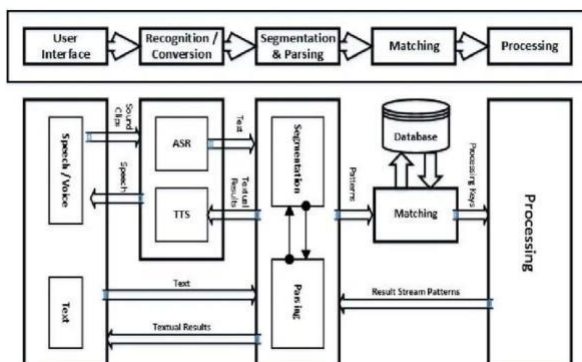 User
Interface
Recognition /
Conversion
Segmentation
& Parsing
Matching
Processing
Speech / Voice
Sound
Clips
Speech
ASR
TTS
Text
Textual
Results
Segmentation
Patterns
Database
Matching
Processing Keys
Processing
Text
Text
Textual Results
Parsing
Result Stream Patterns